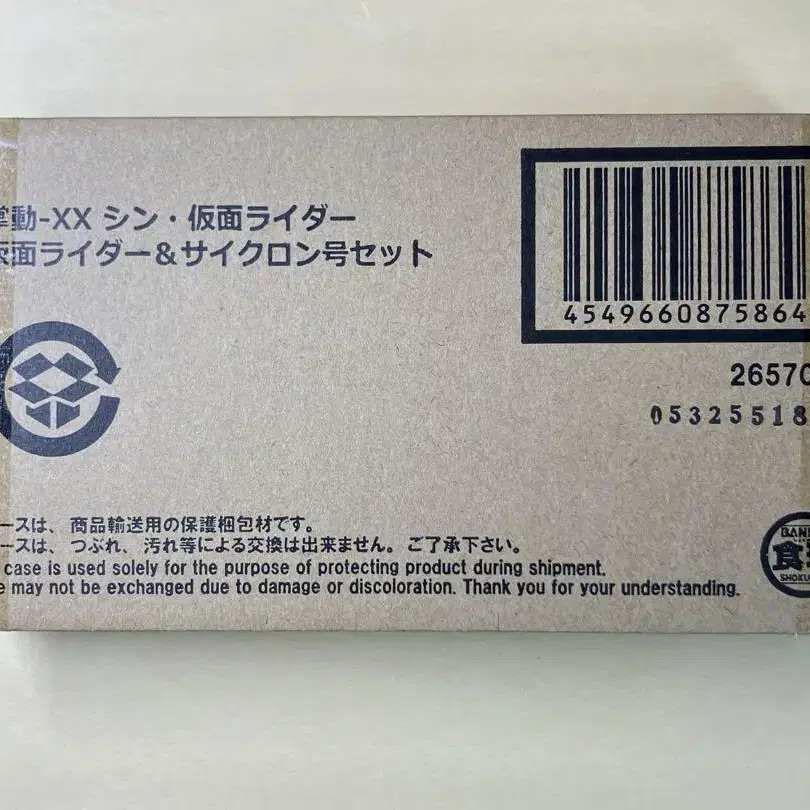 掌動-XX シン・仮面ライダー
仮面ライダー&サイクロン号セット
4549660875864
26570
05325518
ースは、商品輸送用の保護梱包材です。
ースは、つぶれ、汚れ等による交換は出来ません。ご了承下さい。
case is used solely for the purpose of protecting product during shipment.
e may not be exchanged due to damage or discoloration. Thank you for your understanding.
BAN
食
SHOKU